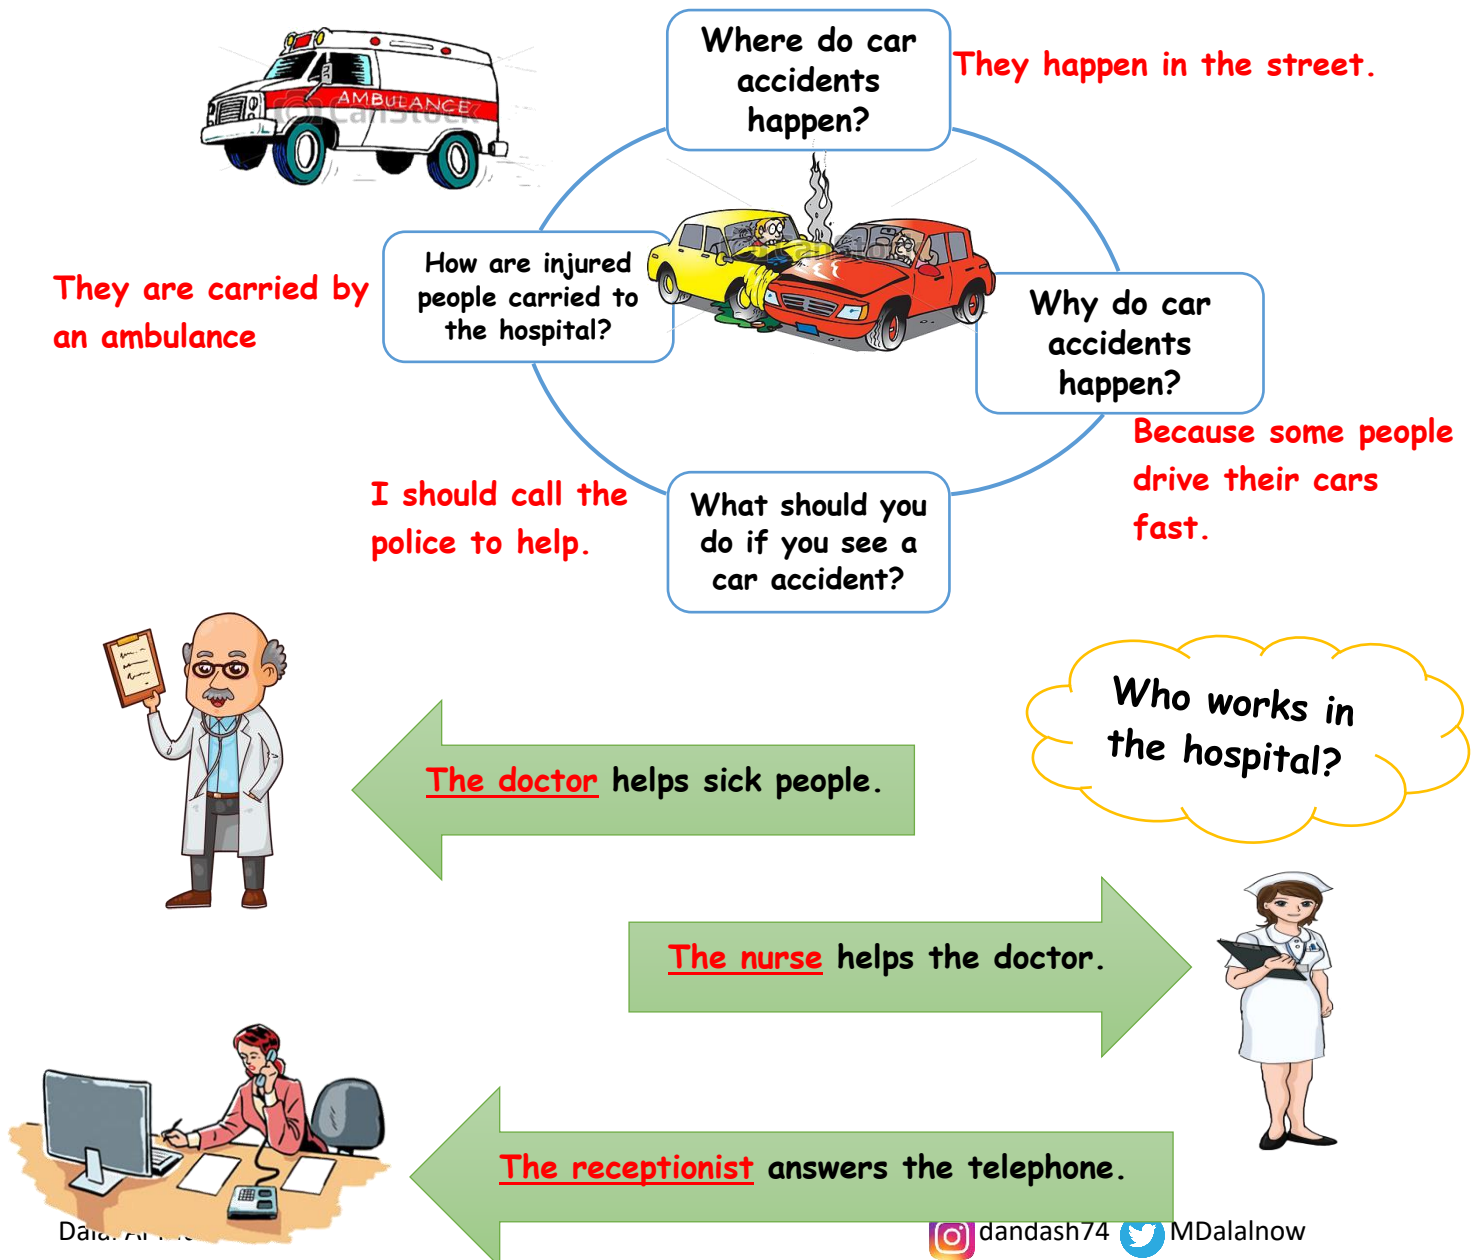 Where do car
accidents
happen?
They happen in the street.
AMBULANCE
CanStock
How are injured
people carried to
the hospital?
They are carried by
an ambulance
Why do car
accidents
happen?
Because some people
drive their cars
fast.
I should call the
police to help.
What should you
do if you see a
car accident?
Who works in
the hospital?
The doctor helps sick people.
The nurse helps the doctor.
The receptionist answers the telephone.
dandash74
MDalalnow